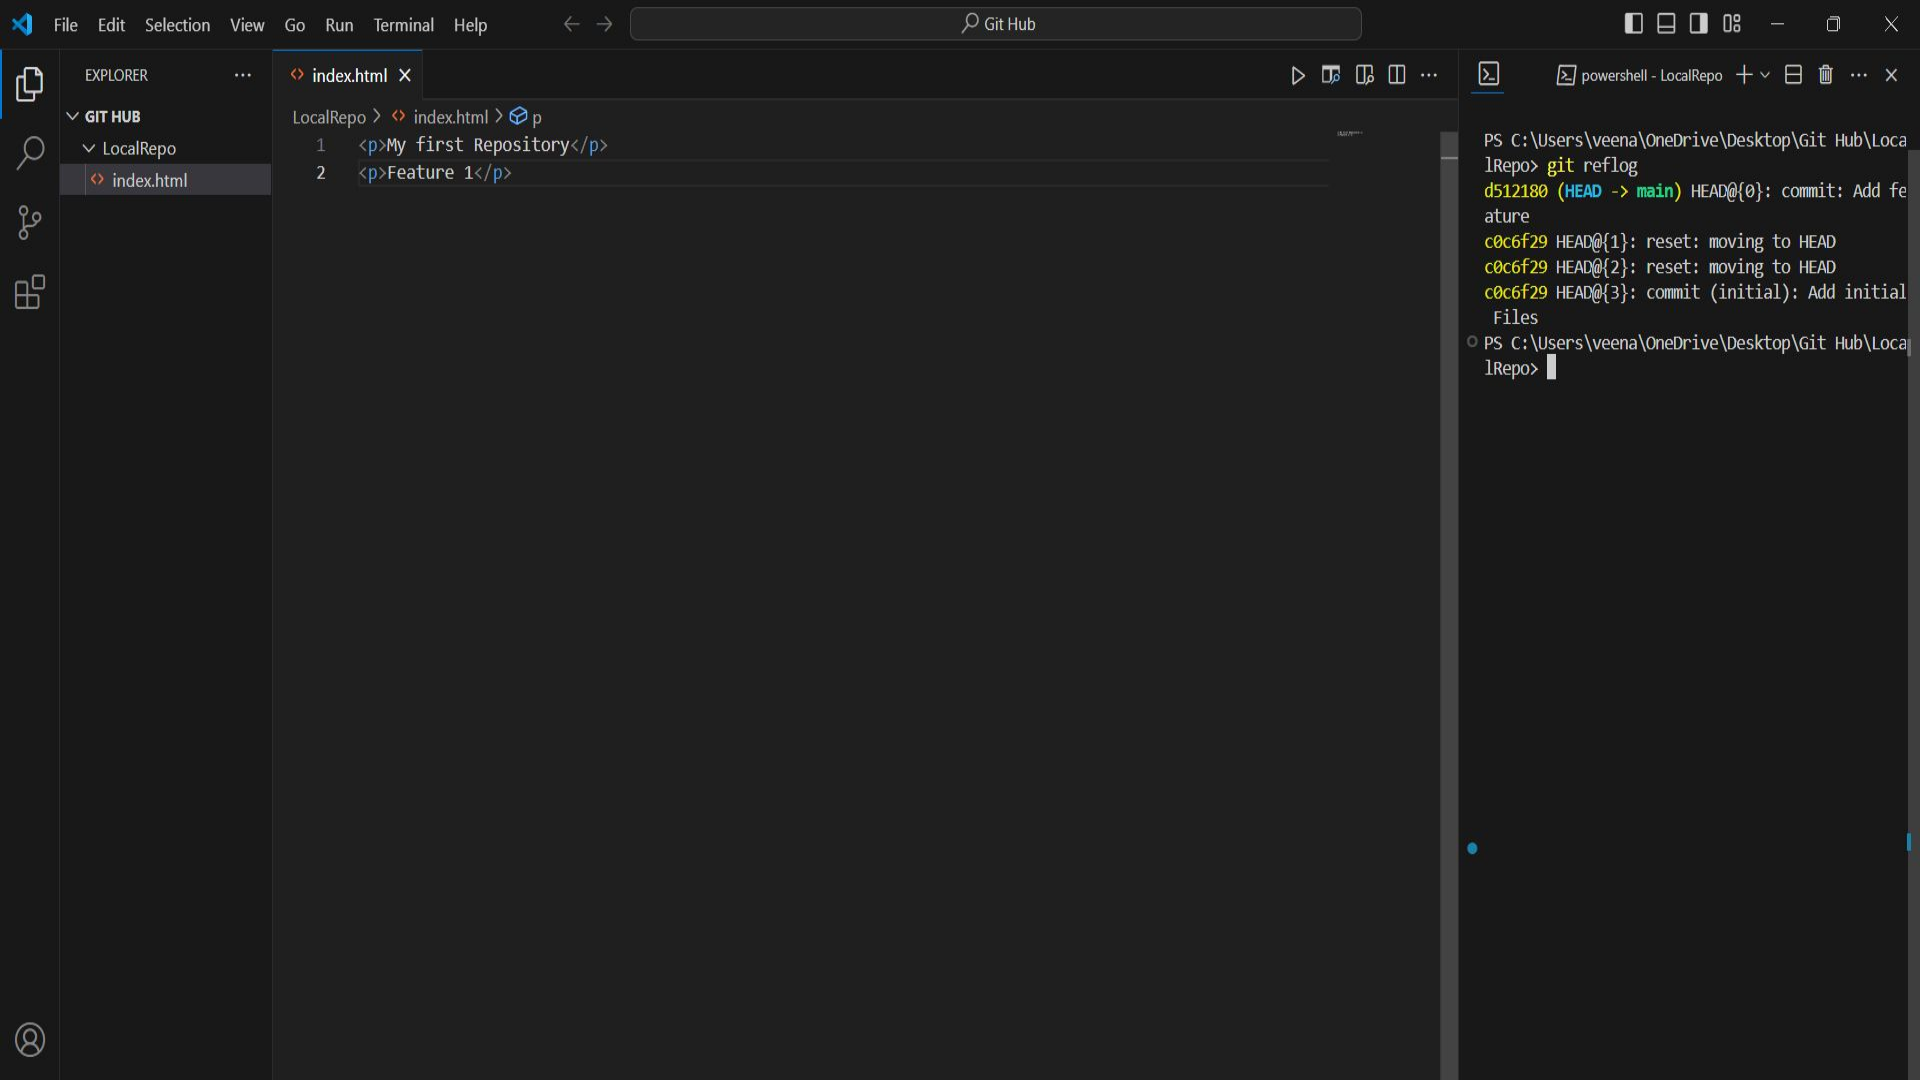 File Edit Selection View Go Run Terminal Help
Git Hub
EXPLORER
GIT HUB
LocalRepo
index.html
index.html
LocalRepo > index.html > p
1 <p>My first Repository</p>
2 <p>Feature 1</p>
powershell - LocalRepo
PS C:\Users\veena\OneDrive\Desktop\Git Hub\Loca
lRepo> git reflog
d512180 (HEAD -> main) HEAD@{0}: commit: Add fe
ature
c0c6f29 HEAD@{1}: reset: moving to HEAD
c0c6f29 HEAD@{2}: reset: moving to HEAD
c0c6f29 HEAD@{3}: commit (initial): Add initial
Files
PS C:\Users\veena\OneDrive\Desktop\Git Hub\Loca
lRepo>